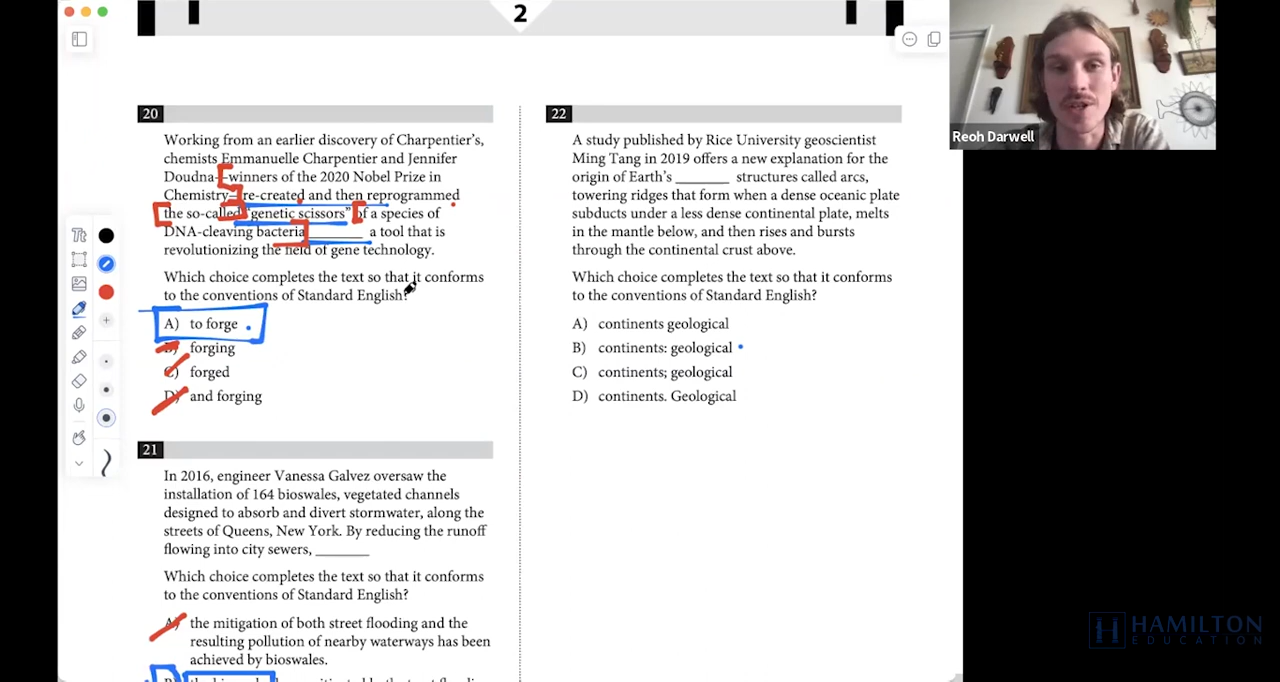 2
Reoh Darwell
20
Working from an earlier discovery of Charpentier's,
chemists Emmanuelle Charpentier and Jennifer
Doudna—winners of the 2020 Nobel Prize in
Chemistry—re-created and then reprogrammed
the so-called "genetic scissors" of a species of
DNA-cleaving bacteria ______ a tool that is
revolutionizing the field of gene technology.
Which choice completes the text so that it conforms
to the conventions of Standard English?
A) to forge
B) forging
C) forged
D) and forging
21
In 2016, engineer Vanessa Galvez oversaw the
installation of 164 bioswales, vegetated channels
designed to absorb and divert stormwater, along the
streets of Queens, New York. By reducing the runoff
flowing into city sewers, ______
Which choice completes the text so that it conforms
to the conventions of Standard English?
A) the mitigation of both street flooding and the
resulting pollution of nearby waterways has been
achieved by bioswales.
22
A study published by Rice University geoscientist
Ming Tang in 2019 offers a new explanation for the
origin of Earth's ______ structures called arcs,
towering ridges that form when a dense oceanic plate
subducts under a less dense continental plate, melts
in the mantle below, and then rises and bursts
through the continental crust above.
Which choice completes the text so that it conforms
to the conventions of Standard English?
A) continents geological
B) continents: geological
C) continents; geological
D) continents. Geological
Tt
HAMILTON
EDUCATION